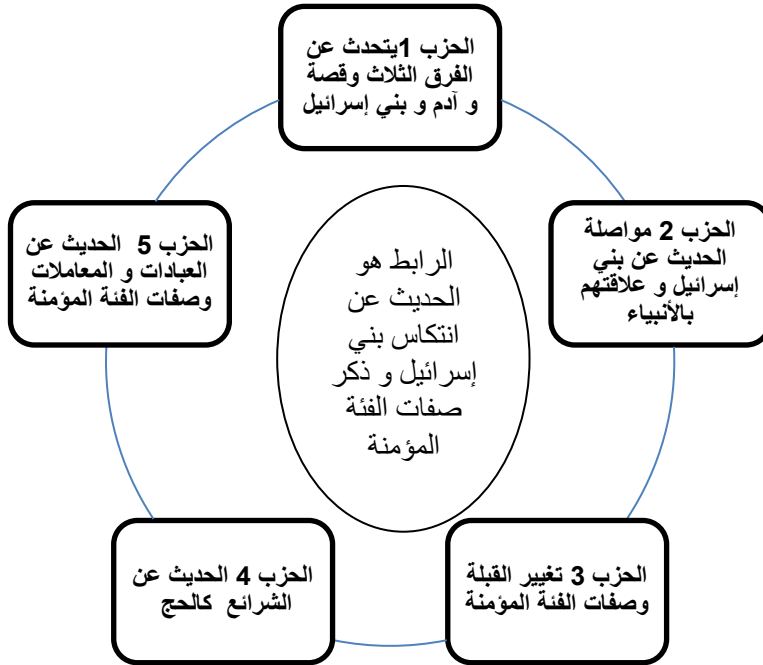 الحزب 1يتحدث عن
الفرق الثلاث وقصة
و آدم و بني إسرائيل
الحزب 2 مواصلة
الحديث عن بني
إسرائيل و علاقتهم
بالأنبياء
الحزب 3 تغيير القبلة
وصفات الفئة المؤمنة
الحزب 4 الحديث عن
الشرائع كالحج
الحزب 5 الحديث عن
العبادات و المعاملات
وصفات الفئة المؤمنة
الرابط هو
الحديث عن
انتكاس بني
إسرائيل و ذكر
صفات الفئة
المؤمنة